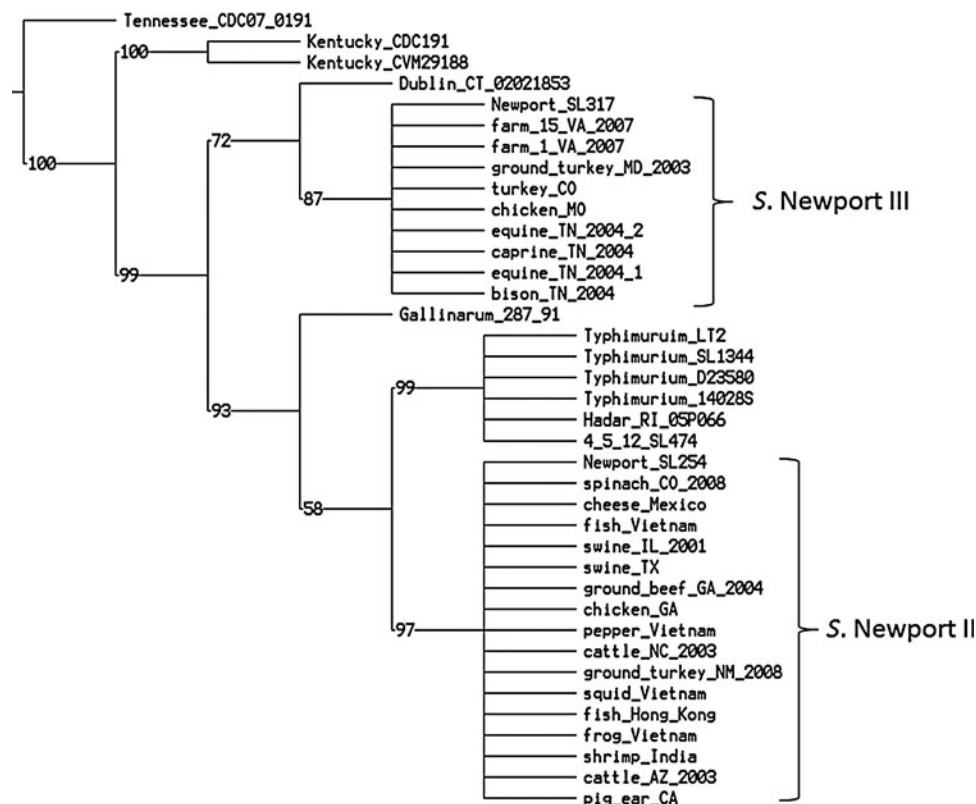 Tennessee_CDC07_0191
Kentucky_CDC191
100
Kentucky_CVM29188
Dublin_CT_02021853
Newport_SL317
farm_15_VA_2007
72
farm_1_VA_2007
100
ground_turkey_MD_2003
turkey_CO
87
S. Newport III
chicken_MO
equine_TN_2004_2
caprine_TN_2004
99
equine_TN_2004_1
bison_TN_2004
Gallinarum_287_91
Typhimuruim_LT2
Typhimurium_SL1344
Typhimurium_D23580
99
Typhimurium_14028S
93
Hadar_RI_05P066
4_5_12_SL474
Newport_SL254
spinach_CO_2008
58
cheese_Mexico
fish_Vietnam
swine_IL_2001
swine_TX
ground_beef_GA_2004
chicken_GA
97
pepper_Vietnam
S. Newport II
cattle_NC_2003
ground_turkey_NM_2008
squid_Vietnam
fish_Hong_Kong
frog_Vietnam
shrimp_India
cattle_AZ_2003
pig_ear_CA